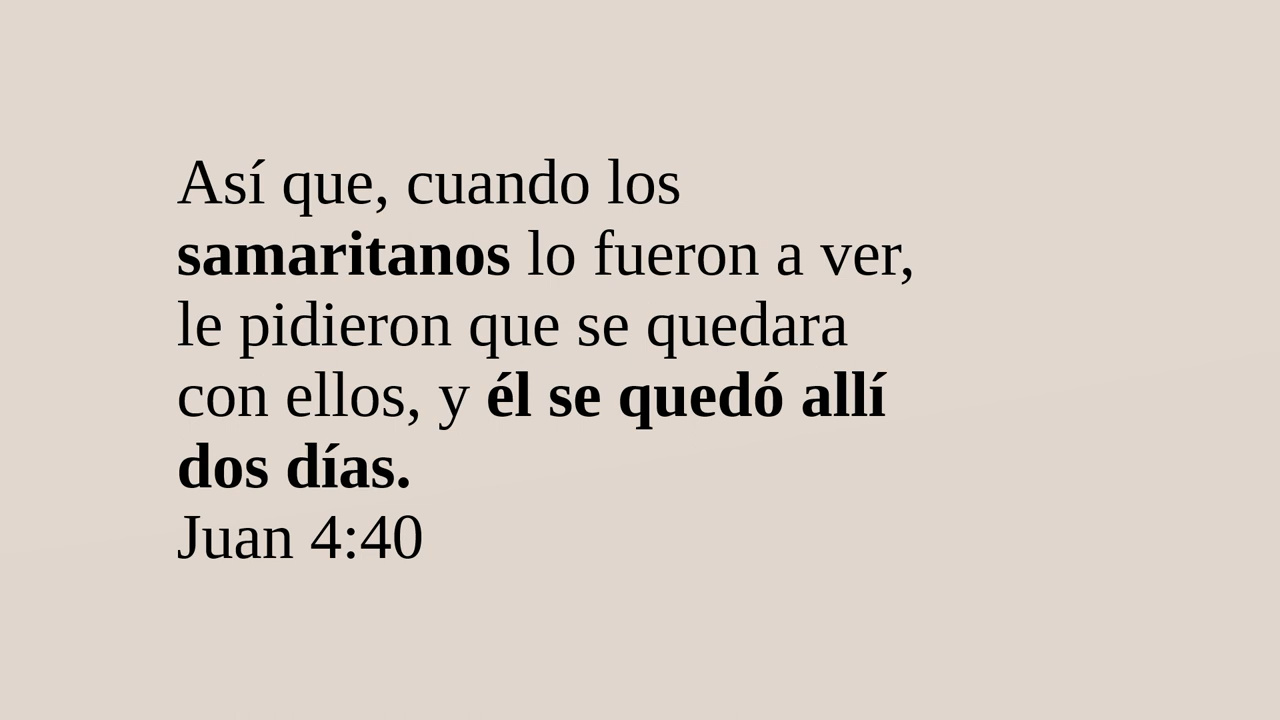 Así que, cuando los
samaritanos lo fueron a ver,
le pidieron que se quedara
con ellos, y él se quedó allí
dos días.
Juan 4:40